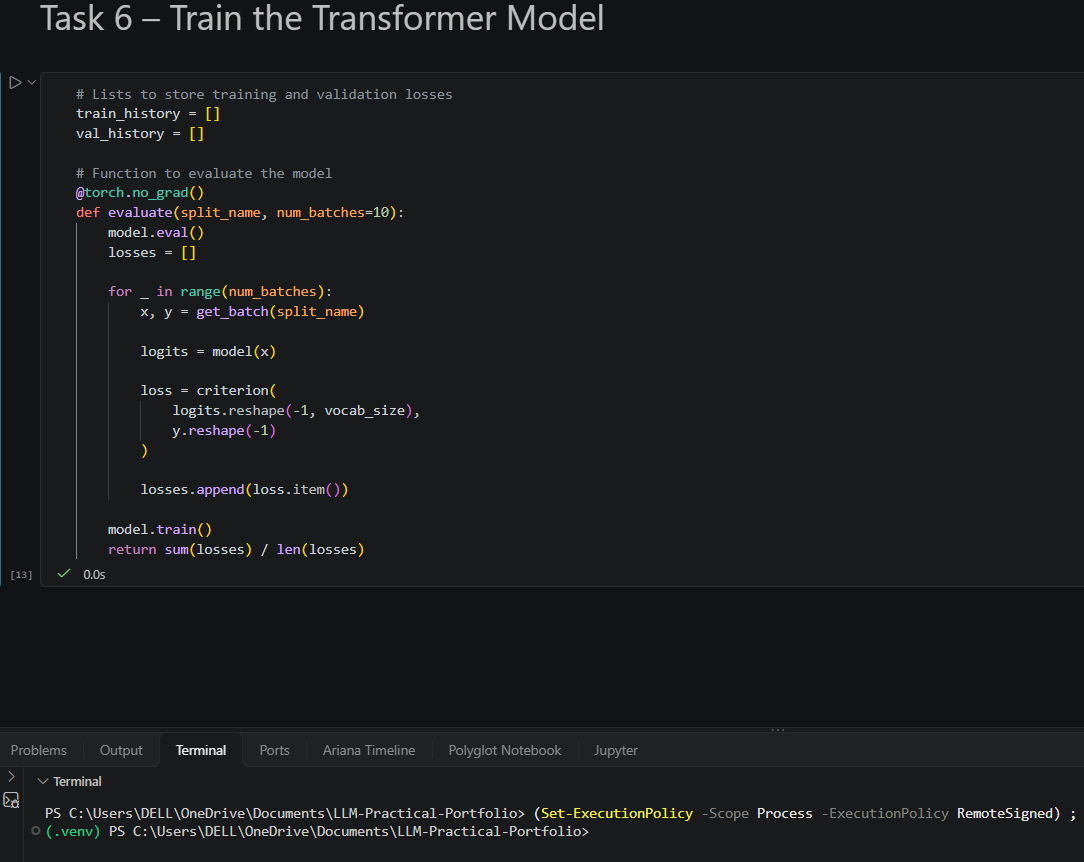 Task 6 – Train the Transformer Model
# Lists to store training and validation losses
train_history = []
val_history = []
# Function to evaluate the model
@torch.no_grad()
def evaluate(split_name, num_batches=10):
    model.eval()
    losses = []
    for _ in range(num_batches):
        x, y = get_batch(split_name)
        logits = model(x)
        loss = criterion(
            logits.reshape(-1, vocab_size),
            y.reshape(-1)
        )
        losses.append(loss.item())
    model.train()
    return sum(losses) / len(losses)
[13] 0.0s
Problems Output Terminal Ports Ariana Timeline Polyglot Notebook Jupyter
Terminal
PS C:\Users\DELL\OneDrive\Documents\LLM-Practical-Portfolio> (Set-ExecutionPolicy -Scope Process -ExecutionPolicy RemoteSigned) ;
(.venv) PS C:\Users\DELL\OneDrive\Documents\LLM-Practical-Portfolio>